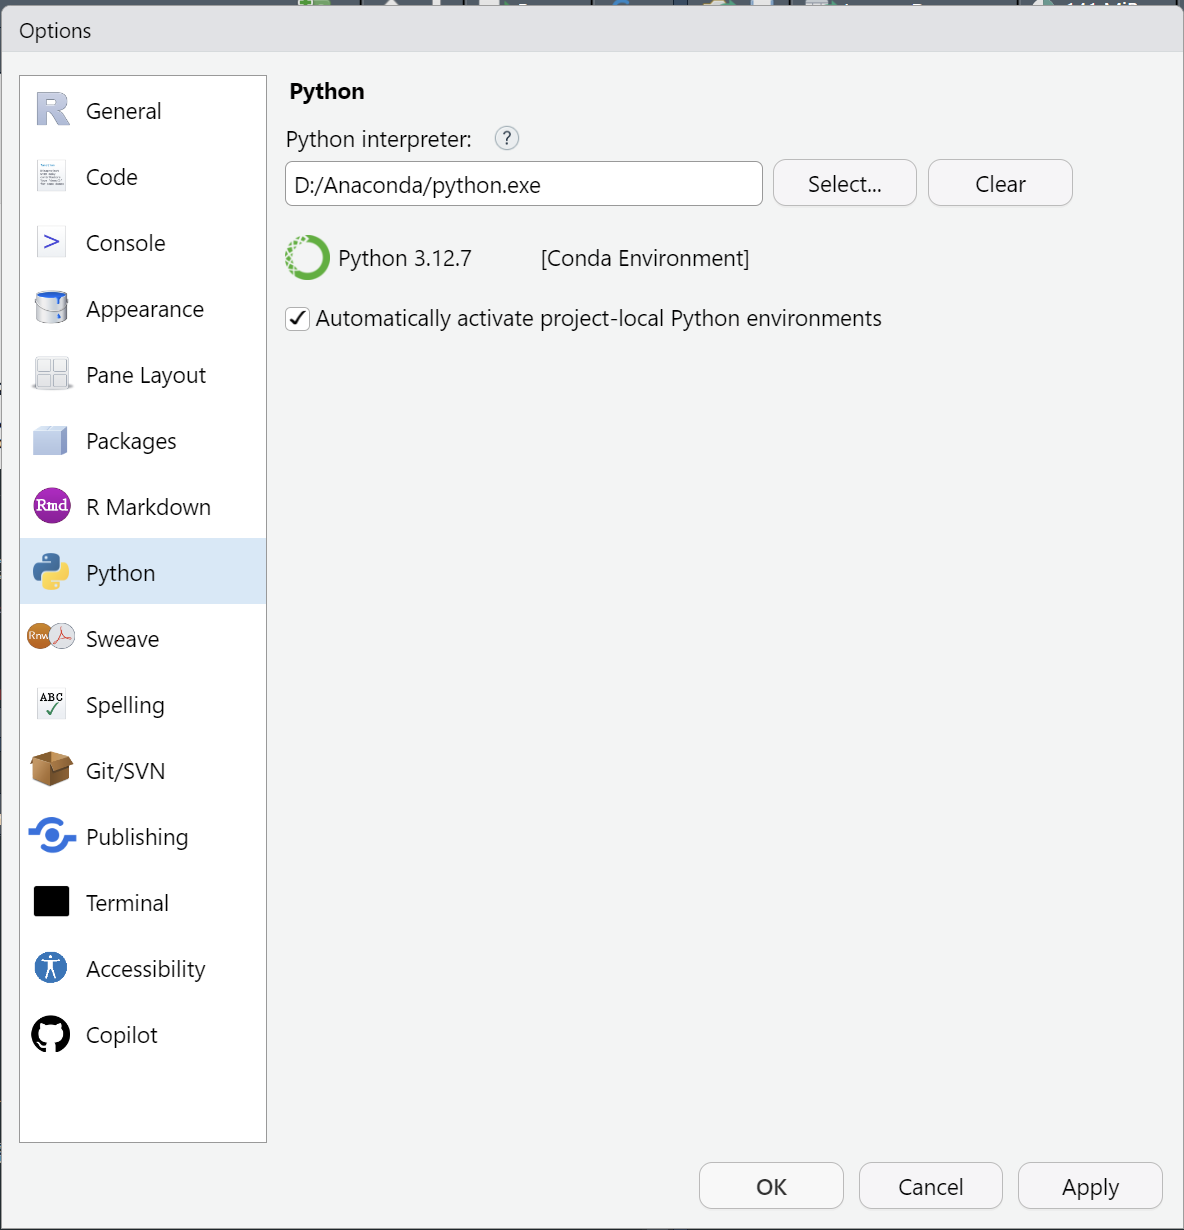 Options
General
Code
Console
Appearance
Pane Layout
Packages
Rmd R Markdown
Python
Rnw Sweave
ABC Spelling
Git/SVN
Publishing
Terminal
Accessibility
Copilot
Python
Python interpreter: ?
D:/Anaconda/python.exe Select... Clear
Python 3.12.7 [Conda Environment]
Automatically activate project-local Python environments
OK Cancel Apply